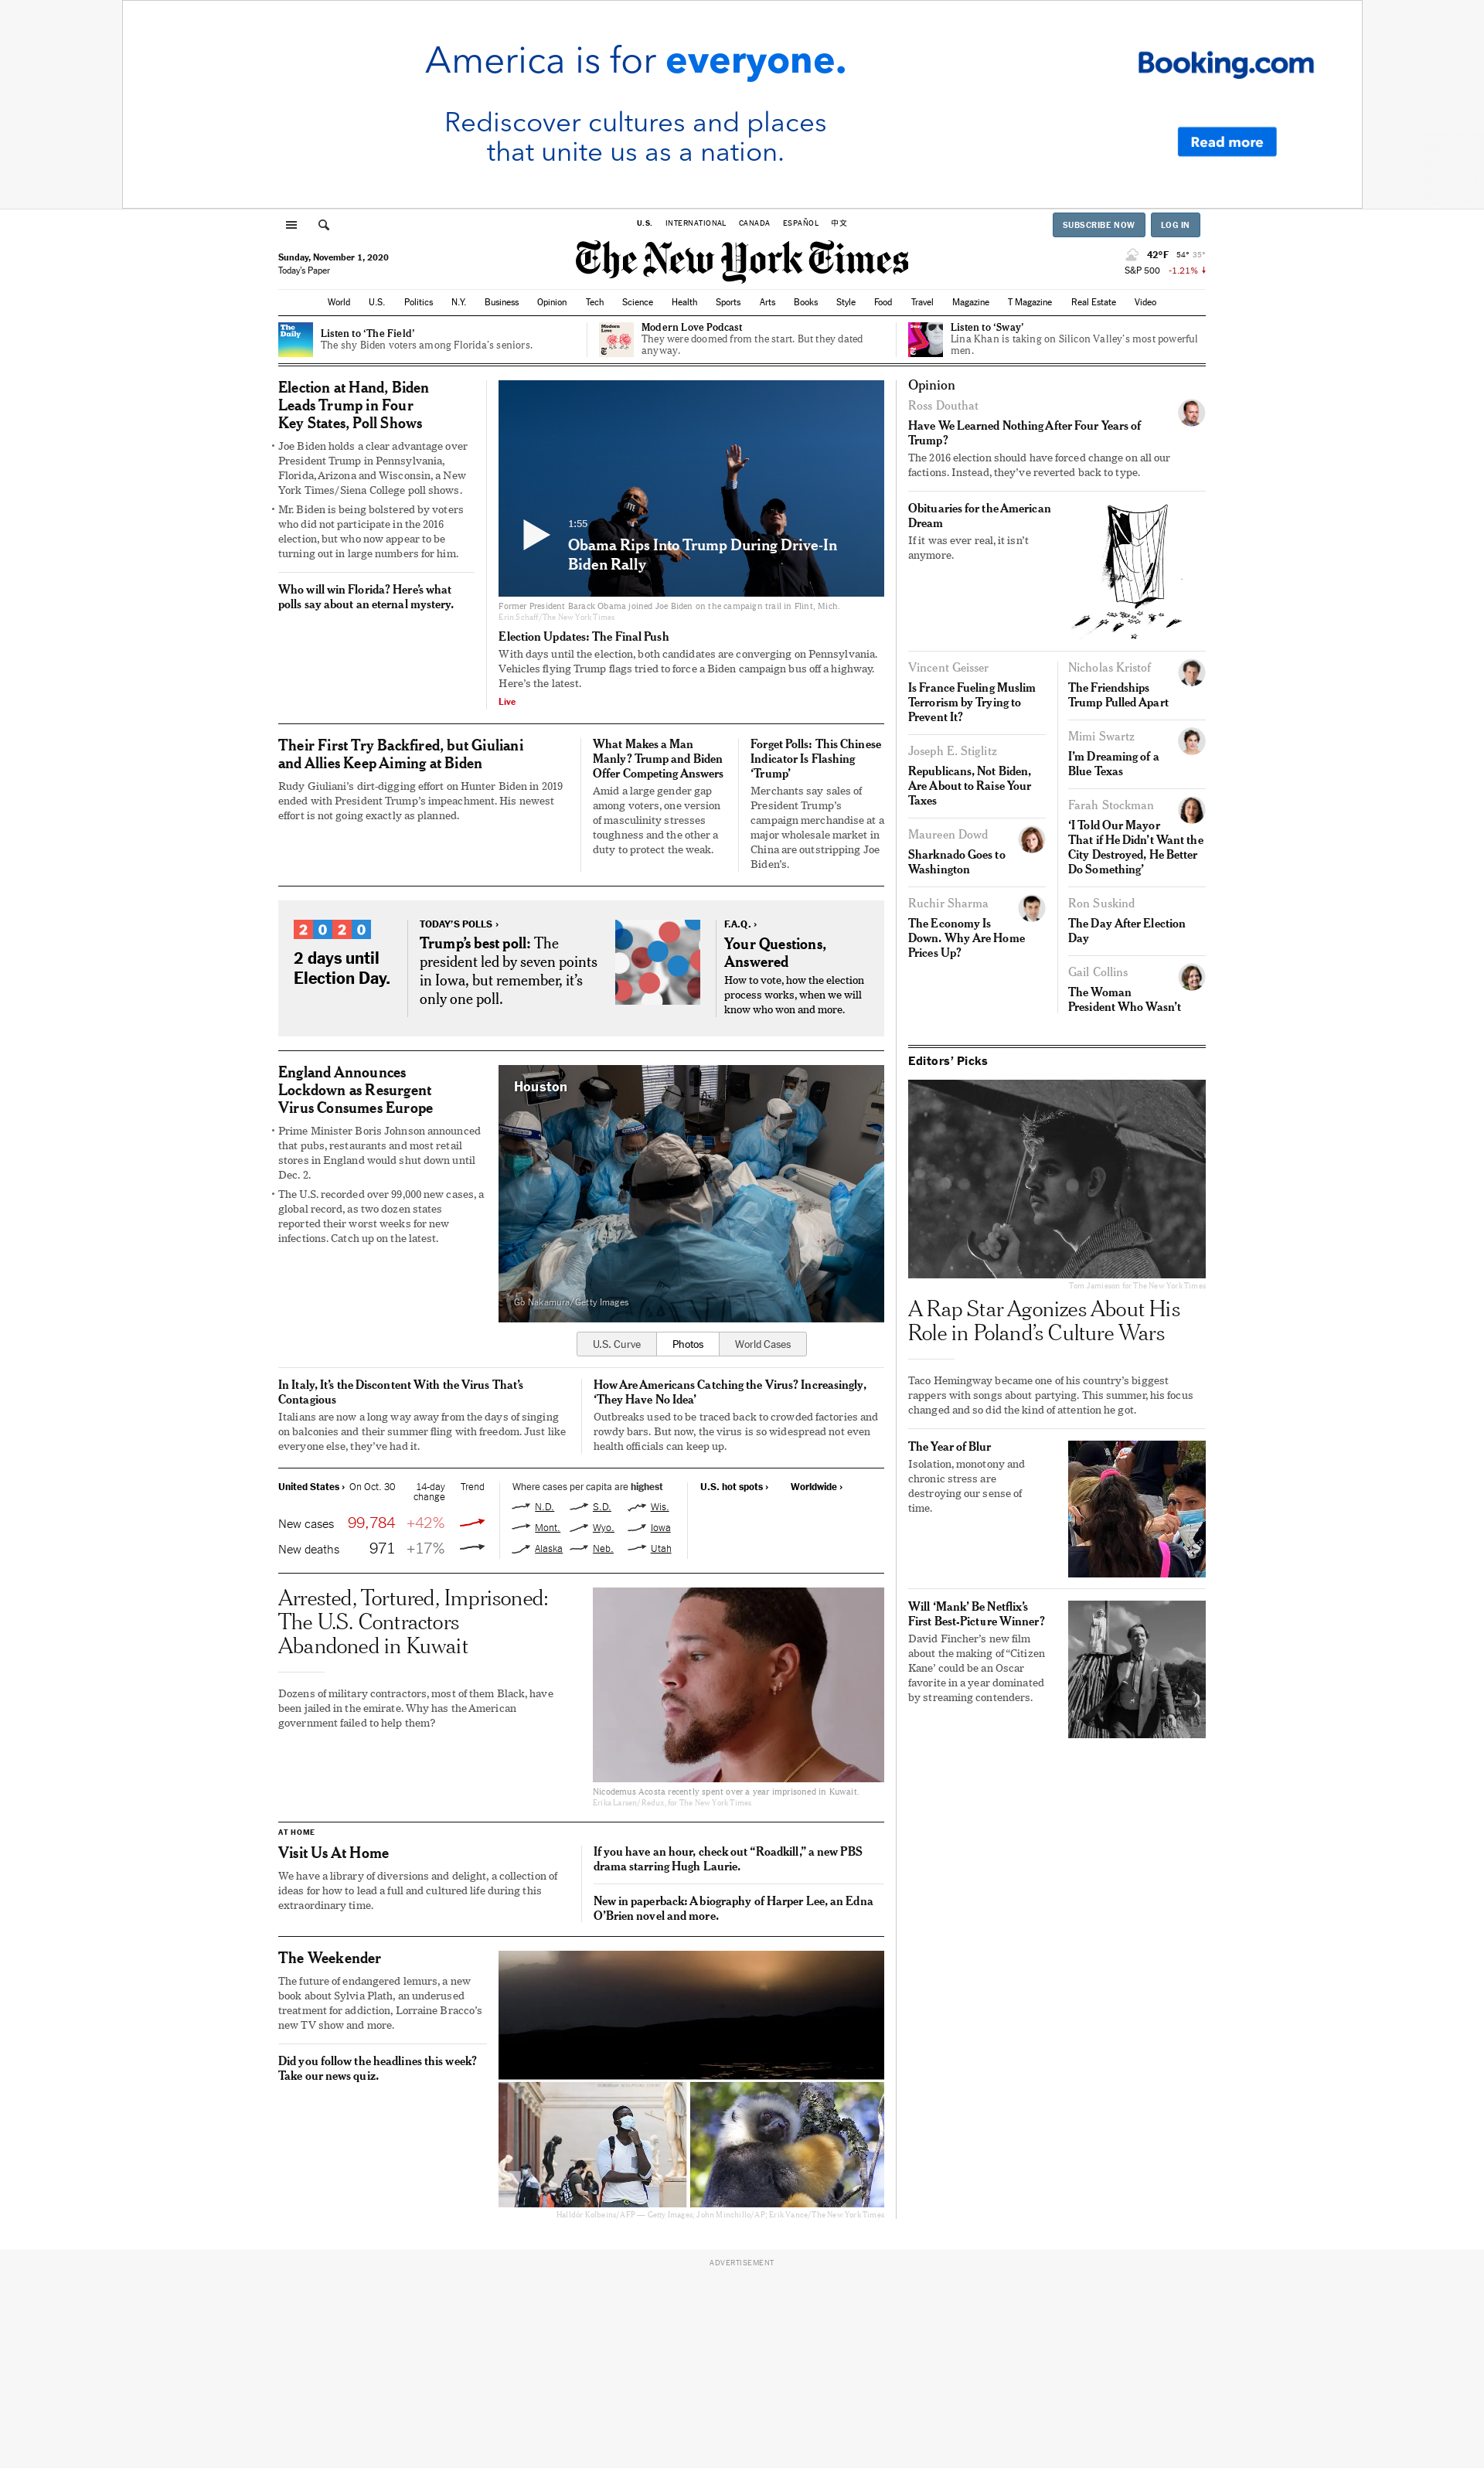 America is for everyone.
Rediscover cultures and places
that unite us as a nation.
Booking.com
Read more
U.S. INTERNATIONAL CANADA ESPAÑOL 中文
SUBSCRIBE NOW LOG IN
Sunday, November 1, 2020
Today's Paper
The New York Times
42°F 54° 35°
S&P 500 -1.21%
World U.S. Politics N.Y. Business Opinion Tech Science Health Sports Arts Books Style Food Travel Magazine T Magazine Real Estate Video
The
Daily
Listen to ‘The Field’
The shy Biden voters among Florida’s seniors.
Modern
Love
Modern Love Podcast
They were doomed from the start. But they dated
anyway.
Listen to ‘Sway’
Lina Khan is taking on Silicon Valley’s most powerful
men.
Election at Hand, Biden
Leads Trump in Four
Key States, Poll Shows
• Joe Biden holds a clear advantage over
President Trump in Pennsylvania,
Florida, Arizona and Wisconsin, a New
York Times/Siena College poll shows.
• Mr. Biden is being bolstered by voters
who did not participate in the 2016
election, but who now appear to be
turning out in large numbers for him.
Who will win Florida? Here’s what
polls say about an eternal mystery.
VOTE
1:55
Obama Rips Into Trump During Drive-In
Biden Rally
Former President Barack Obama joined Joe Biden on the campaign trail in Flint, Mich.
Erin Schaff/The New York Times
Election Updates: The Final Push
With days until the election, both candidates are converging on Pennsylvania.
Vehicles flying Trump flags tried to force a Biden campaign bus off a highway.
Here’s the latest.
Live
Their First Try Backfired, but Giuliani
and Allies Keep Aiming at Biden
Rudy Giuliani’s dirt-digging effort on Hunter Biden in 2019
ended with President Trump’s impeachment. His newest
effort is not going exactly as planned.
What Makes a Man
Manly? Trump and Biden
Offer Competing Answers
Amid a large gender gap
among voters, one version
of masculinity stresses
toughness and the other a
duty to protect the weak.
Forget Polls: This Chinese
Indicator Is Flashing
‘Trump’
Merchants say sales of
President Trump’s
campaign merchandise at a
major wholesale market in
China are outstripping Joe
Biden’s.
2020
2 days until
Election Day.
TODAY’S POLLS ›
Trump’s best poll: The
president led by seven points
in Iowa, but remember, it’s
only one poll.
F.A.Q. ›
Your Questions,
Answered
How to vote, how the election
process works, when we will
know who won and more.
England Announces
Lockdown as Resurgent
Virus Consumes Europe
• Prime Minister Boris Johnson announced
that pubs, restaurants and most retail
stores in England would shut down until
Dec. 2.
• The U.S. recorded over 99,000 new cases, a
global record, as two dozen states
reported their worst weeks for new
infections. Catch up on the latest.
Houston
Go Nakamura/Getty Images
U.S. Curve Photos World Cases
In Italy, It’s the Discontent With the Virus That’s
Contagious
Italians are now a long way away from the days of singing
on balconies and their summer fling with freedom. Just like
everyone else, they’ve had it.
How Are Americans Catching the Virus? Increasingly,
‘They Have No Idea’
Outbreaks used to be traced back to crowded factories and
rowdy bars. But now, the virus is so widespread not even
health officials can keep up.
United States › On Oct. 30 14-day
change Trend
New cases 99,784 +42%
New deaths 971 +17%
Where cases per capita are highest
N.D. S.D. Wis.
Mont. Wyo. Iowa
Alaska Neb. Utah
U.S. hot spots › Worldwide ›
Arrested, Tortured, Imprisoned:
The U.S. Contractors
Abandoned in Kuwait
Dozens of military contractors, most of them Black, have
been jailed in the emirate. Why has the American
government failed to help them?
Nicodemus Acosta recently spent over a year imprisoned in Kuwait.
Erika Larsen/Redux, for The New York Times
AT HOME
Visit Us At Home
We have a library of diversions and delight, a collection of
ideas for how to lead a full and cultured life during this
extraordinary time.
If you have an hour, check out “Roadkill,” a new PBS
drama starring Hugh Laurie.
New in paperback: A biography of Harper Lee, an Edna
O’Brien novel and more.
The Weekender
The future of endangered lemurs, a new
book about Sylvia Plath, an underused
treatment for addiction, Lorraine Bracco’s
new TV show and more.
Did you follow the headlines this week?
Take our news quiz.
Halldór Kolbeins/AFP — Getty Images; John Minchillo/AP; Erik Vance/The New York Times
Opinion
Ross Douthat
Have We Learned Nothing After Four Years of
Trump?
The 2016 election should have forced change on all our
factions. Instead, they’ve reverted back to type.
Obituaries for the American
Dream
If it was ever real, it isn’t
anymore.
Vincent Geisser
Is France Fueling Muslim
Terrorism by Trying to
Prevent It?
Joseph E. Stiglitz
Republicans, Not Biden,
Are About to Raise Your
Taxes
Maureen Dowd
Sharknado Goes to
Washington
Ruchir Sharma
The Economy Is
Down. Why Are Home
Prices Up?
Nicholas Kristof
The Friendships
Trump Pulled Apart
Mimi Swartz
I’m Dreaming of a
Blue Texas
Farah Stockman
‘I Told Our Mayor
That if He Didn’t Want the
City Destroyed, He Better
Do Something’
Ron Suskind
The Day After Election
Day
Gail Collins
The Woman
President Who Wasn’t
Editors’ Picks
Tom Jamieson for The New York Times
A Rap Star Agonizes About His
Role in Poland’s Culture Wars
Taco Hemingway became one of his country’s biggest
rappers with songs about partying. This summer, his focus
changed and so did the kind of attention he got.
The Year of Blur
Isolation, monotony and
chronic stress are
destroying our sense of
time.
Will ‘Mank’ Be Netflix’s
First Best-Picture Winner?
David Fincher’s new film
about the making of “Citizen
Kane’ could be an Oscar
favorite in a year dominated
by streaming contenders.
ADVERTISEMENT